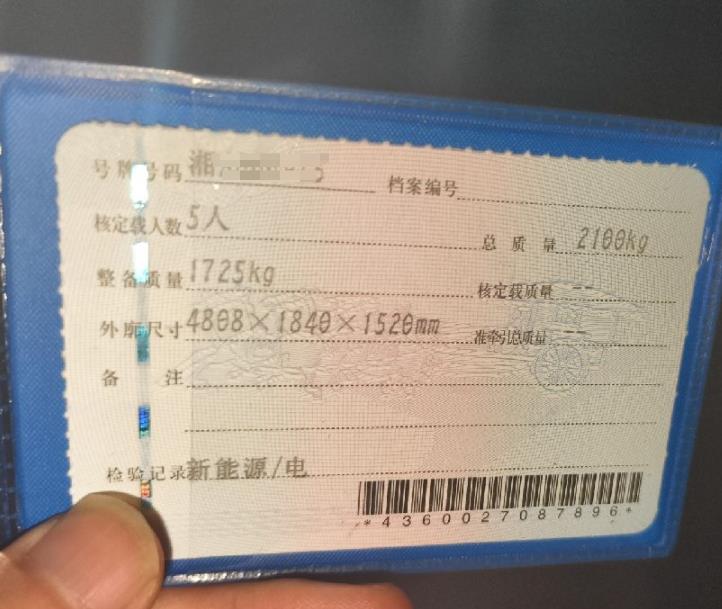 号牌号码 湘 档案编号
核定载人数 5人 总质量 2100kg
整备质量 1725kg 核定载质量 --
外廓尺寸 4808×1840×1520mm 准牵引总质量 --
备注
检验记录 新能源/电
*4360027087896*